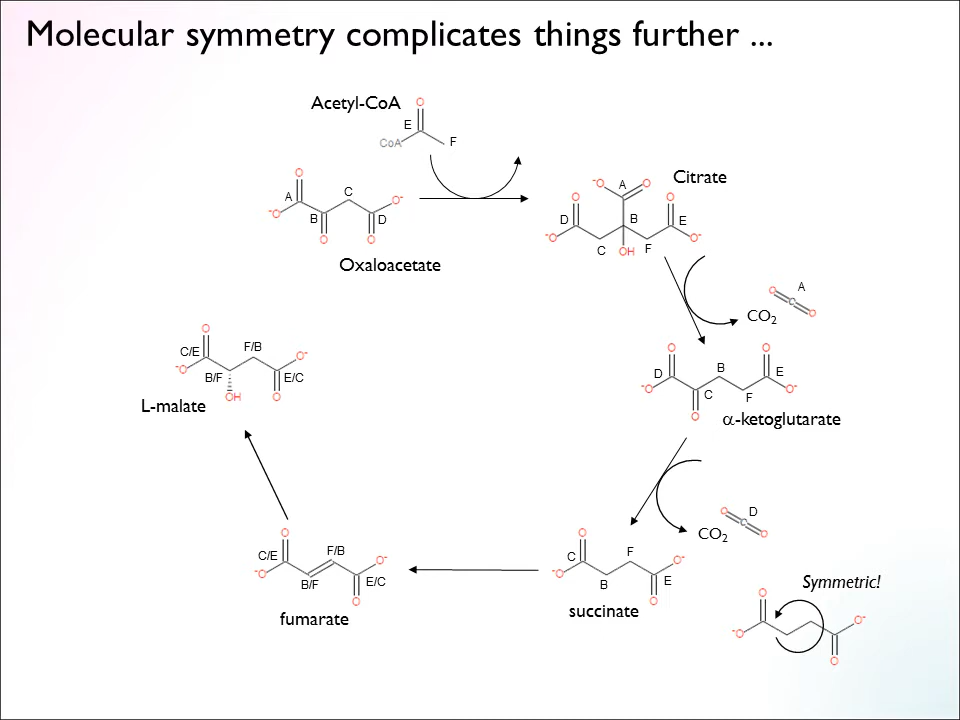 Molecular symmetry complicates things further ...
Acetyl-CoA
O
E
CoA
F
O
A
C
O-
-O
B
D
O
O
Oxaloacetate
-O
A
O
Citrate
O
O
D
B
E
-O
O-
C
OH
F
A
O
C
O
CO2
O
O
D
B
E
-O
O-
C
F
O
α-ketoglutarate
O
C/E
F/B
O-
-O
B/F
E/C
OH
O
L-malate
O
C
O
D
CO2
O
C
F
O-
-O
B
E
O
succinate
O
C/E
F/B
O-
-O
B/F
E/C
O
fumarate
Symmetric!
O
O-
-O
O